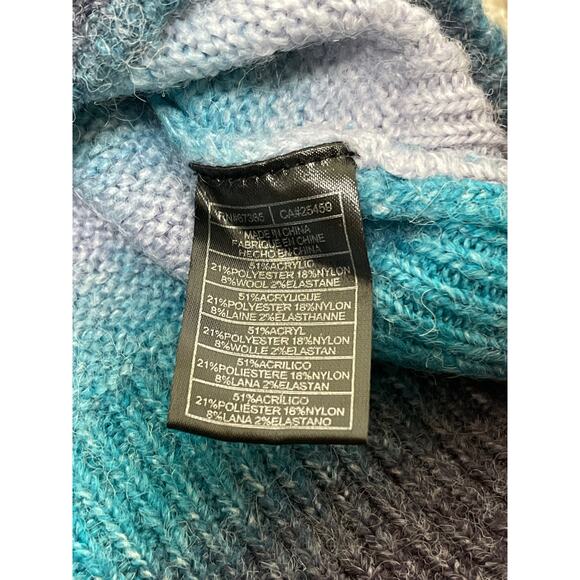 RN#67385 CA#25459
MADE IN CHINA
FABRIQUE EN CHINE
HECHO EN CHINA
51%ACRYLIC
21%POLYESTER 18%NYLON
8%WOOL 2%ELASTANE
51%ACRYLIQUE
21%POLYESTER 18%NYLON
8%LAINE 2%ELASTHANNE
51%ACRYL
21%POLYESTER 18%NYLON
8%WOLLE 2%ELASTAN
51%ACRILICO
21%POLIESTERE 18%NYLON
8%LANA 2%ELASTAN
51%ACRÍLICO
21%POLIÉSTER 18%NYLON
8%LANA 2%ELASTANO